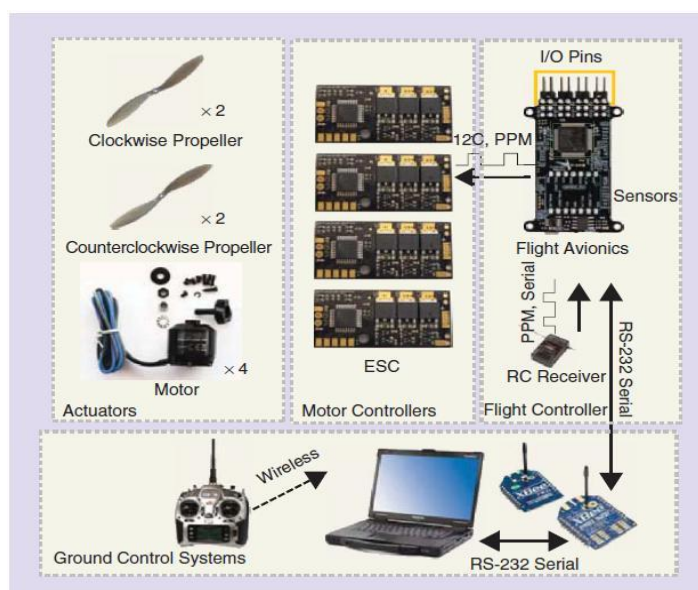 × 2
Clockwise Propeller
× 2
Counterclockwise Propeller
× 4
Motor
Actuators
ESC
Motor Controllers
12C, PPM
I/O Pins
Sensors
Flight Avionics
PPM, Serial
RC Receiver
RS-232 Serial
Flight Controller
Wireless
Ground Control Systems
XBee
RS-232 Serial